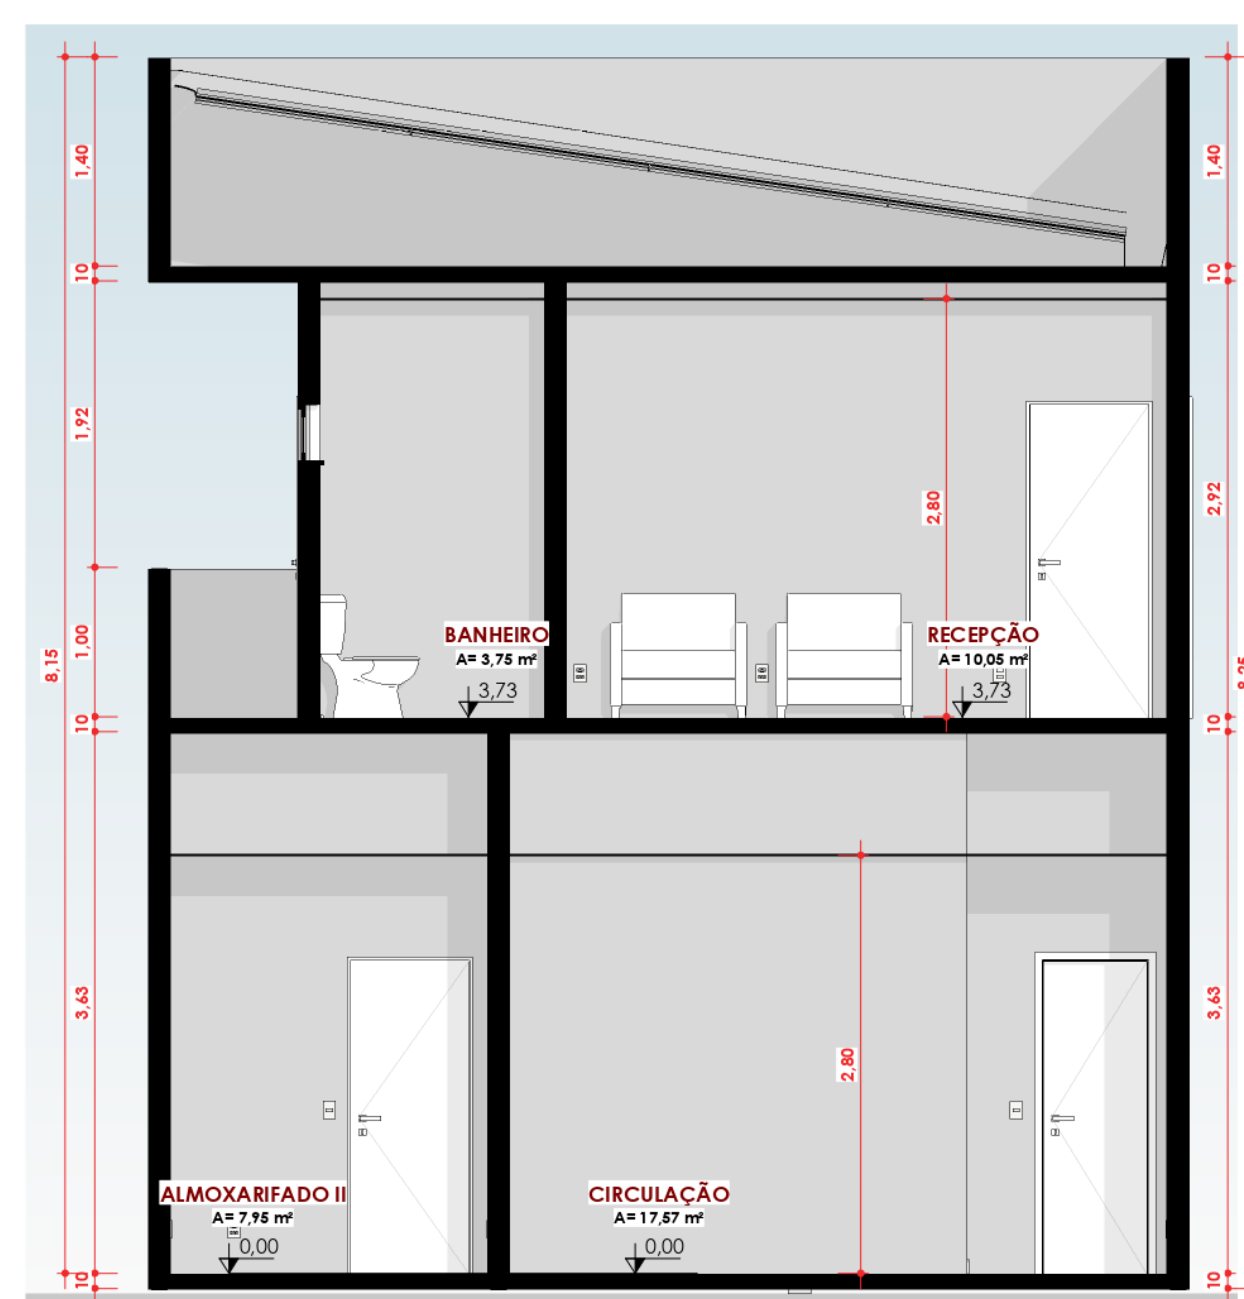 1,40
1,40
10
10
1,92
2,92
2,80
1,00
8,15
BANHEIRO
A= 3,75 m²
3,73
RECEPÇÃO
A= 10,05 m²
3,73
10
10
3,63
3,63
2,80
ALMOXARIFADO II
A= 7,95 m²
0,00
CIRCULAÇÃO
A= 17,57 m²
0,00
10
10